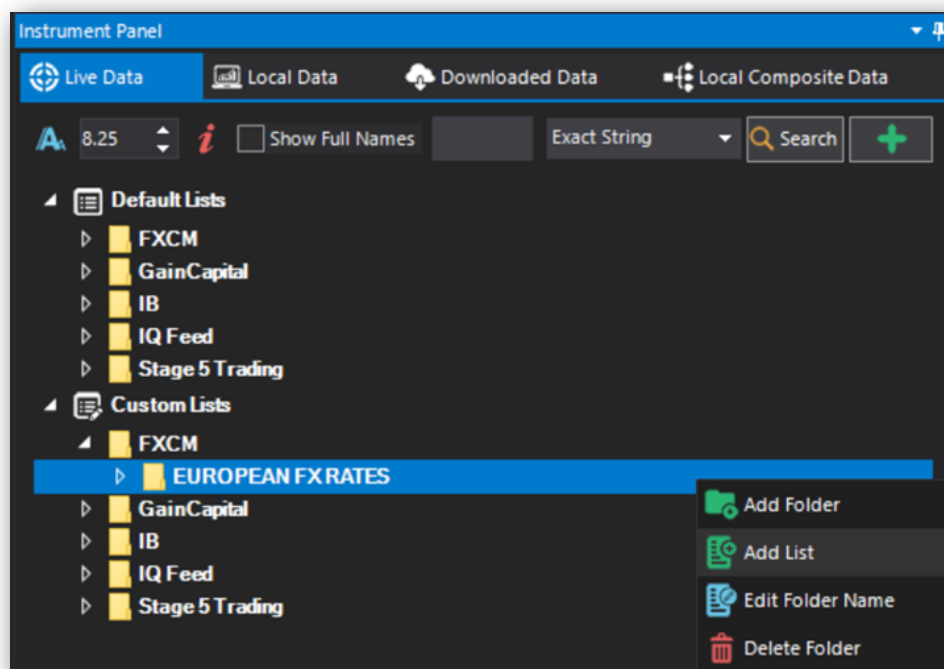 Instrument Panel
Live Data Local Data Downloaded Data Local Composite Data
8.25 Show Full Names Exact String Search
Default Lists
FXCM
GainCapital
IB
IQ Feed
Stage 5 Trading
Custom Lists
FXCM
EUROPEAN FX RATES
GainCapital
IB
IQ Feed
Stage 5 Trading
Add Folder
Add List
Edit Folder Name
Delete Folder